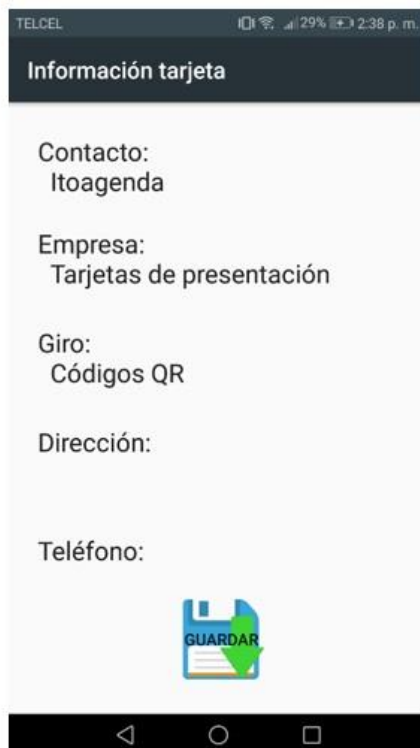 TELCEL 29% 2:38 p. m.
Información tarjeta
Contacto:
Itoagenda
Empresa:
Tarjetas de presentación
Giro:
Códigos QR
Dirección:
Teléfono:
GUARDAR